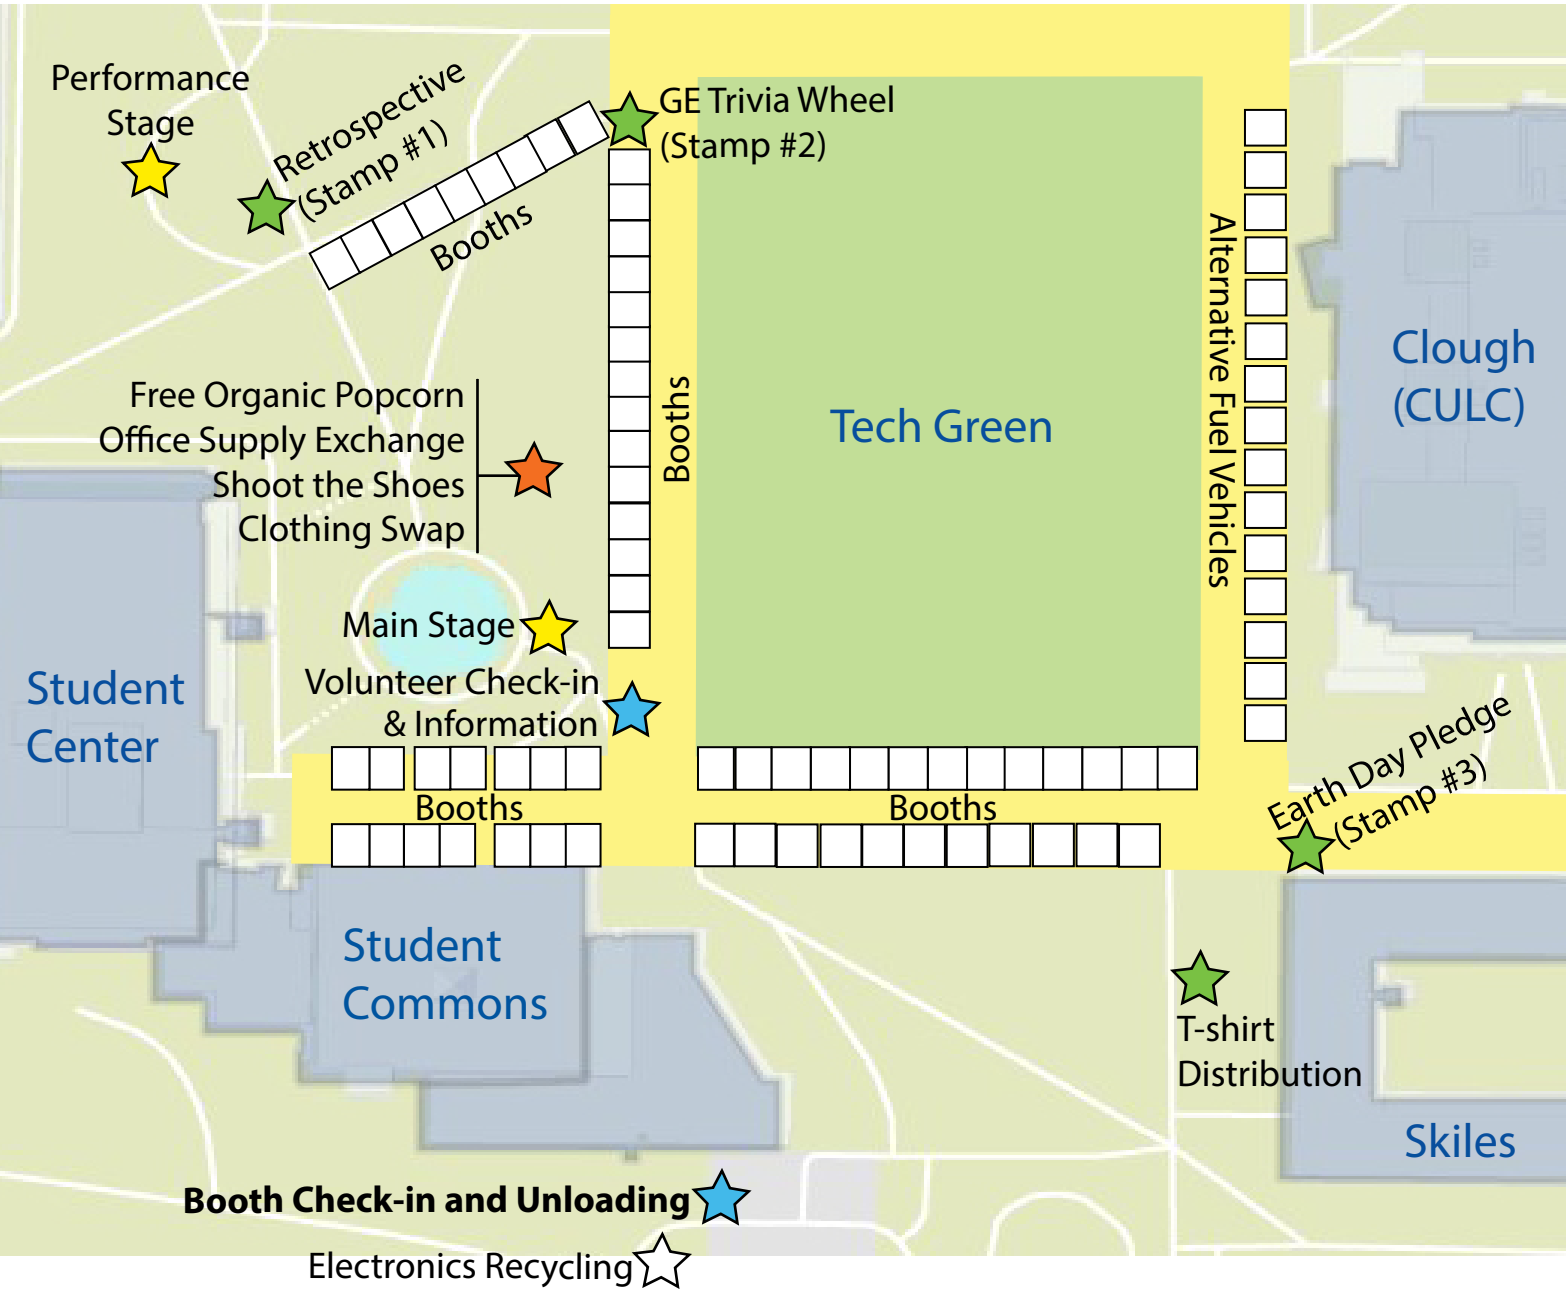 Performance
Stage
Retrospective
(Stamp #1)
GE Trivia Wheel
(Stamp #2)
Booths
Alternative Fuel Vehicles
Clough
(CULC)
Free Organic Popcorn
Office Supply Exchange
Shoot the Shoes
Clothing Swap
Booths
Tech Green
Main Stage
Volunteer Check-in
& Information
Student
Center
Booths
Booths
Earth Day Pledge
(Stamp #3)
Student
Commons
T-shirt
Distribution
Skiles
Booth Check-in and Unloading
Electronics Recycling